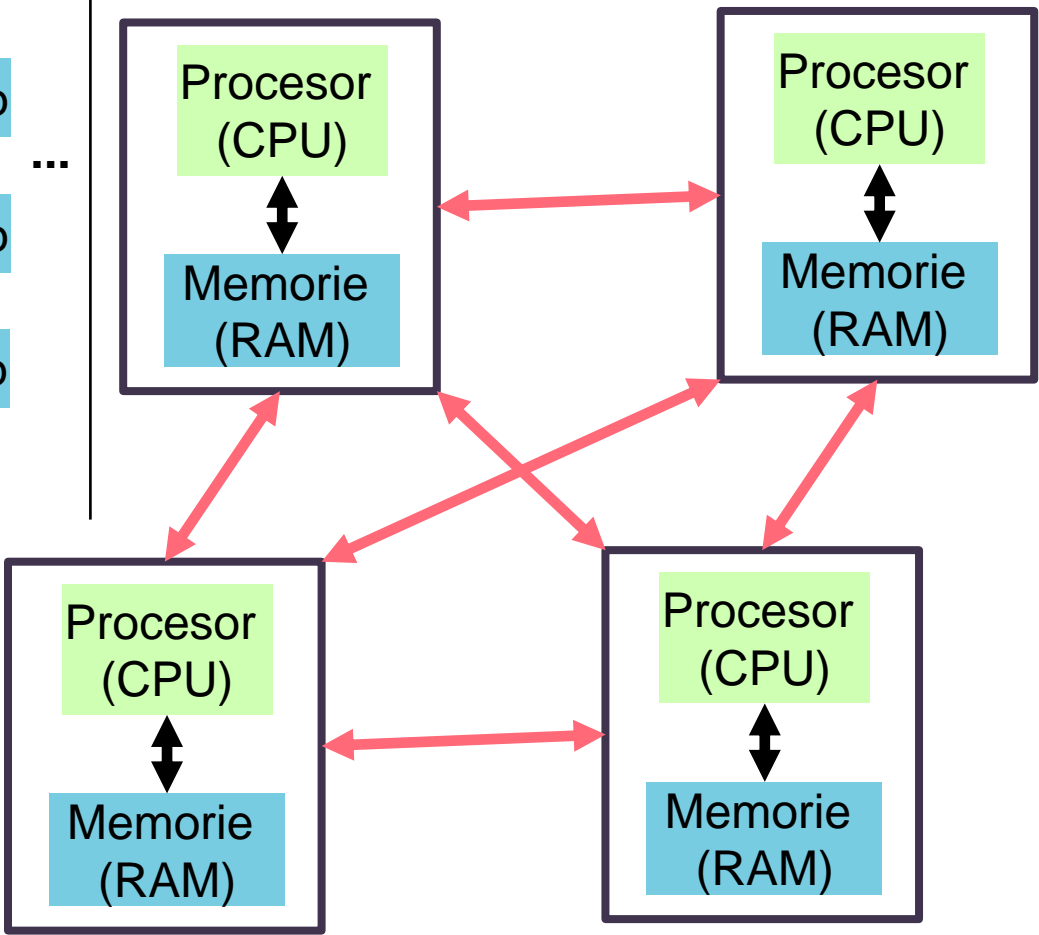 ...
Procesor
(CPU)
Memorie
(RAM)
Procesor
(CPU)
Memorie
(RAM)
Procesor
(CPU)
Memorie
(RAM)
Procesor
(CPU)
Memorie
(RAM)